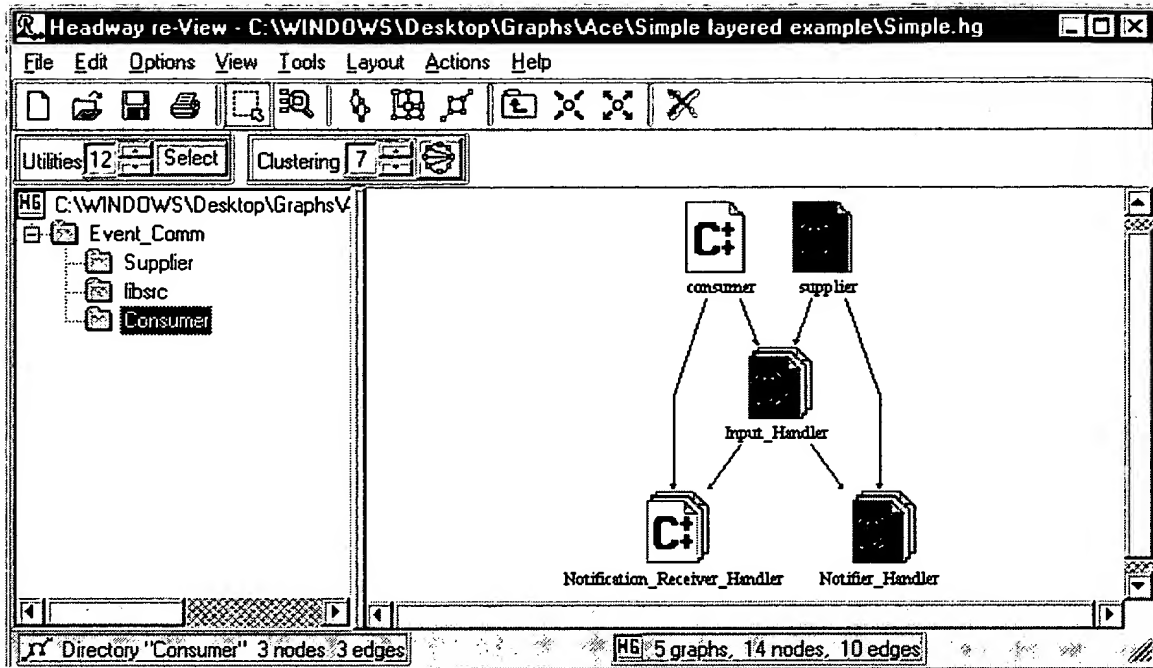 Headway re-View - C:\WINDOWS\Desktop\Graphs\Ace\Simple layered example\Simple.hg
File Edit Options View Tools Layout Actions Help
Utilities 12 Select Clustering 7
HG C:\WINDOWS\Desktop\Graphs\
Event_Comm
Supplier
libsrc
Consumer
C++
consumer supplier
Input_Handler
C++
Notification_Receiver_Handler Notifier_Handler
Directory "Consumer" 3 nodes 3 edges HG 5 graphs, 14 nodes, 10 edges